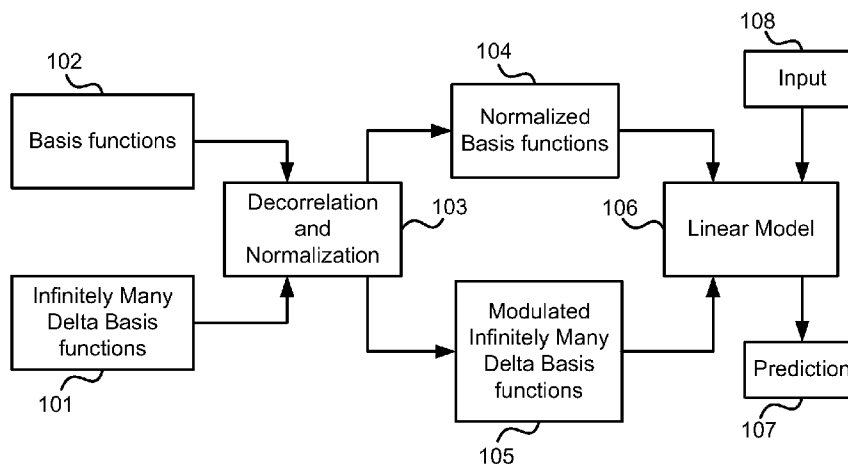 108
102
104
Input
Normalized
Basis functions
Basis functions
Decorrelation
and
Normalization
103
106
Linear Model
Infinitely Many
Delta Basis
functions
Modulated
Infinitely Many
Delta Basis
functions
Prediction
101
107
105